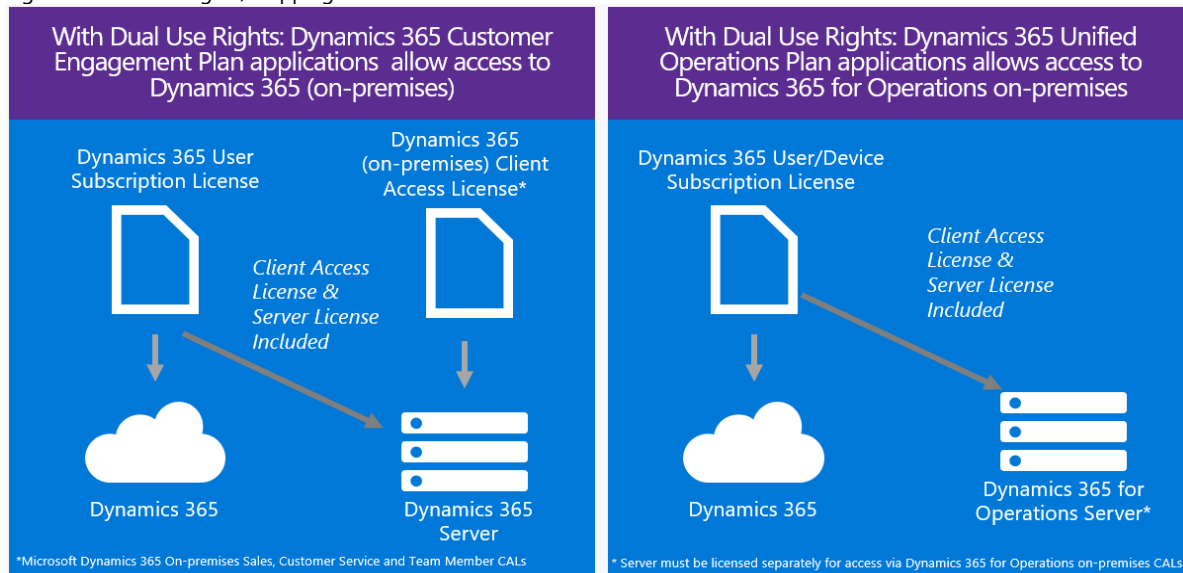 With Dual Use Rights: Dynamics 365 Customer
Engagement Plan applications allow access to
Dynamics 365 (on-premises)
Dynamics 365 User
Subscription License
Dynamics 365
(on-premises) Client
Access License*
Client Access
License &
Server License
Included
Dynamics 365
Dynamics 365
Server
*Microsoft Dynamics 365 On-premises Sales, Customer Service and Team Member CALs
With Dual Use Rights: Dynamics 365 Unified
Operations Plan applications allows access to
Dynamics 365 for Operations on-premises
Dynamics 365 User/Device
Subscription License
Client Access
License &
Server License
Included
Dynamics 365
Dynamics 365 for
Operations Server*
* Server must be licensed separately for access via Dynamics 365 for Operations on-premises CALs